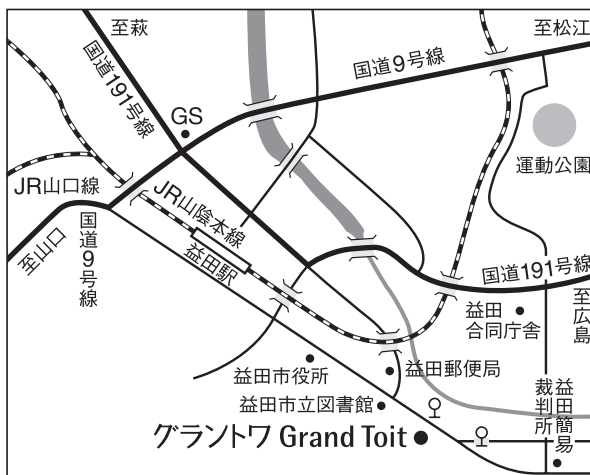 至萩
至松江
国道191号線
国道9号線
GS
運動公園
JR山口線
JR山陰本線
至山口
国道9号線
益田駅
国道191号線
至広島
益田
合同庁舎
益田市役所
益田郵便局
益田市立図書館
益田簡易
裁判所
グラントワ Grand Toit